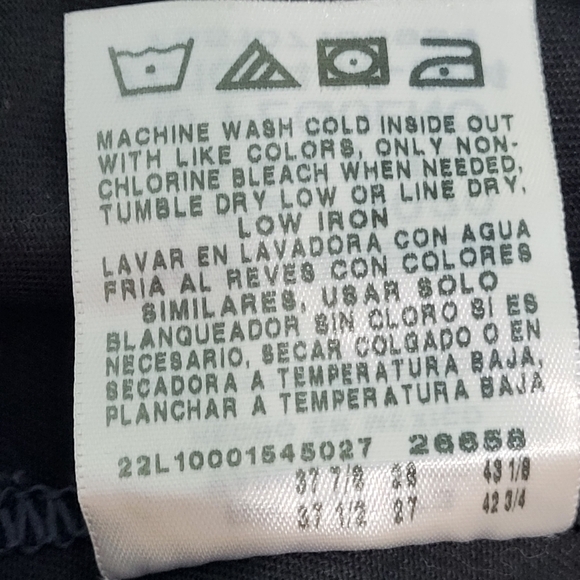 MACHINE WASH COLD INSIDE OUT
WITH LIKE COLORS, ONLY NON-
CHLORINE BLEACH WHEN NEEDED,
TUMBLE DRY LOW OR LINE DRY,
LOW IRON
LAVAR EN LAVADORA CON AGUA
FRIA AL REVES CON COLORES
SIMILARES, USAR SOLO
BLANQUEADOR SIN CLORO SI ES
NECESARIO, SECAR COLGADO O EN
SECADORA A TEMPERATURA BAJA,
PLANCHAR A TEMPERATURA BAJA
22L10001545027 26658
37 7/8 28 43 1/8
37 1/2 27 42 3/4